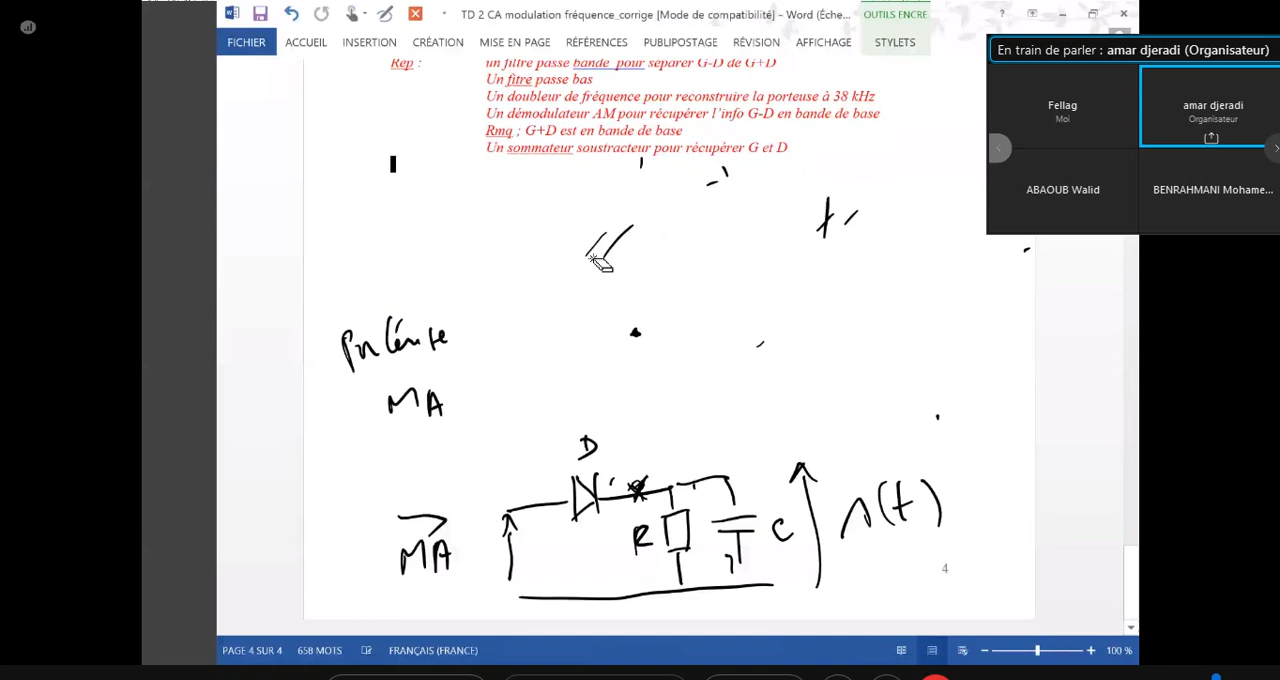 TD 2 CA modulation fréquence_corrige [Mode de compatibilité] - Word (Éche...
OUTILS ENCRE
FICHIER ACCUEIL INSERTION CRÉATION MISE EN PAGE RÉFÉRENCES PUBLIPOSTAGE RÉVISION AFFICHAGE STYLETS
En train de parler : amar djeradi (Organisateur)
Fellag
Moi
amar djeradi
Organisateur
ABAOUB Walid
BENRAHMANI Mohame...
Rep : un filtre passe bande pour séparer G-D de G+D
Un fitre passe bas
Un doubleur de fréquence pour reconstruire la porteuse à 38 kHz
Un démodulateur AM pour récupérer l'info G-D en bande de base
Rmq : G+D est en bande de base
Un sommateur soustracteur pour récupérer G et D
MA
D
MA
R
C
s(t)
4
PAGE 4 SUR 4 658 MOTS FRANÇAIS (FRANCE) 100 %